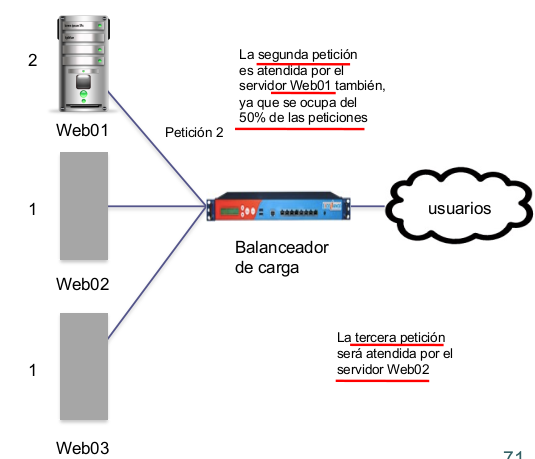 La segunda petición
es atendida por el
servidor Web01 también,
ya que se ocupa del
50% de las peticiones
2
Web01
Petición 2
1
Web02
Balanceador
de carga
usuarios
La tercera petición
será atendida por el
servidor Web02
1
Web03
71